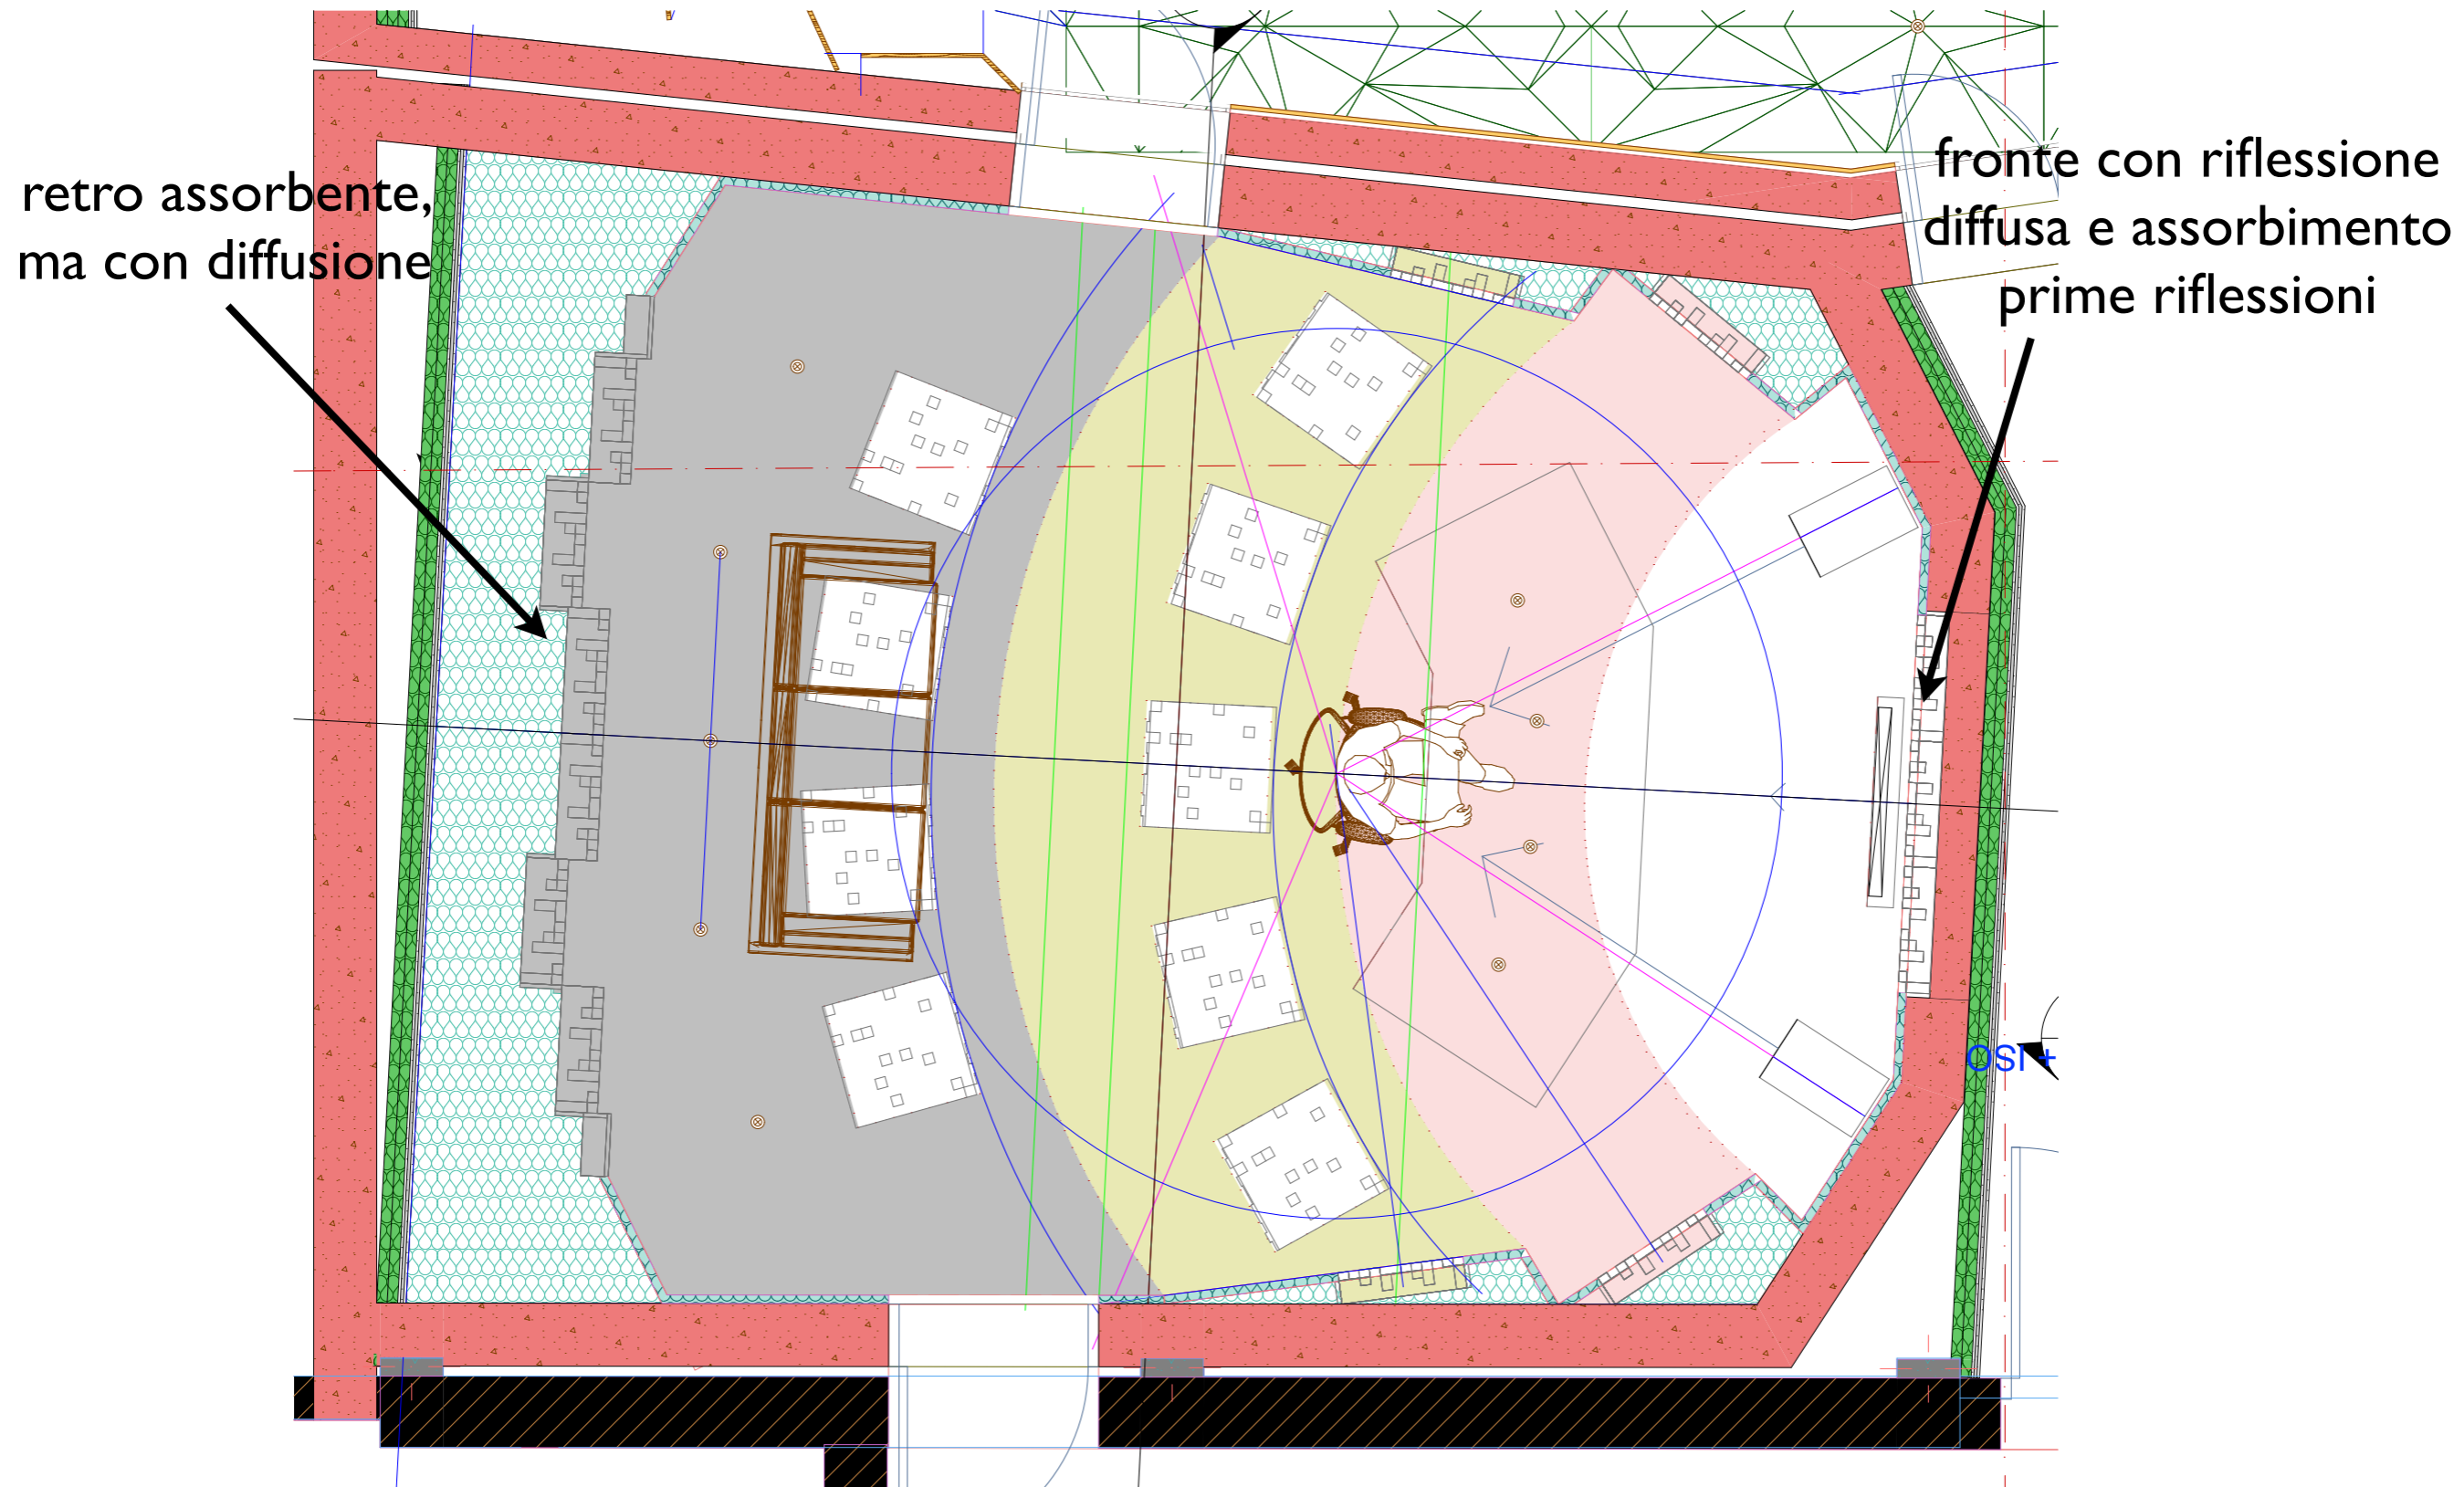 retro assorbente,
ma con diffusione
fronte con riflessione
diffusa e assorbimento
prime riflessioni
OSI +